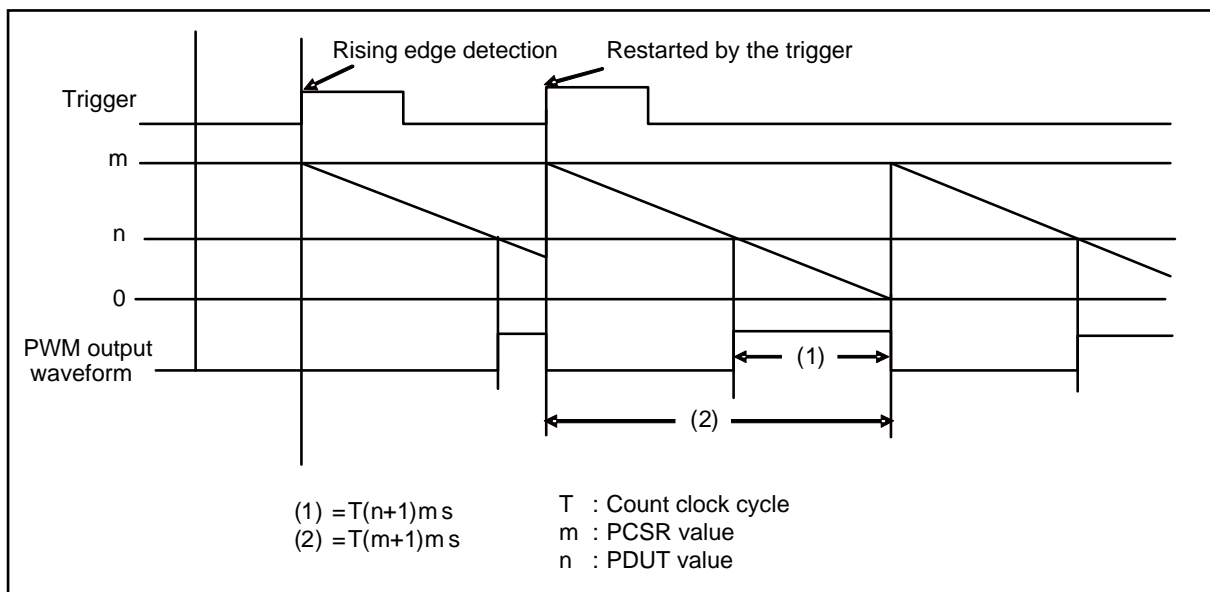 Rising edge detection
Restarted by the trigger
Trigger
m
n
0
PWM output
waveform
(1)
(2)
(1) =T(n+1)m s
(2) =T(m+1)m s
T : Count clock cycle
m : PCSR value
n : PDUT value